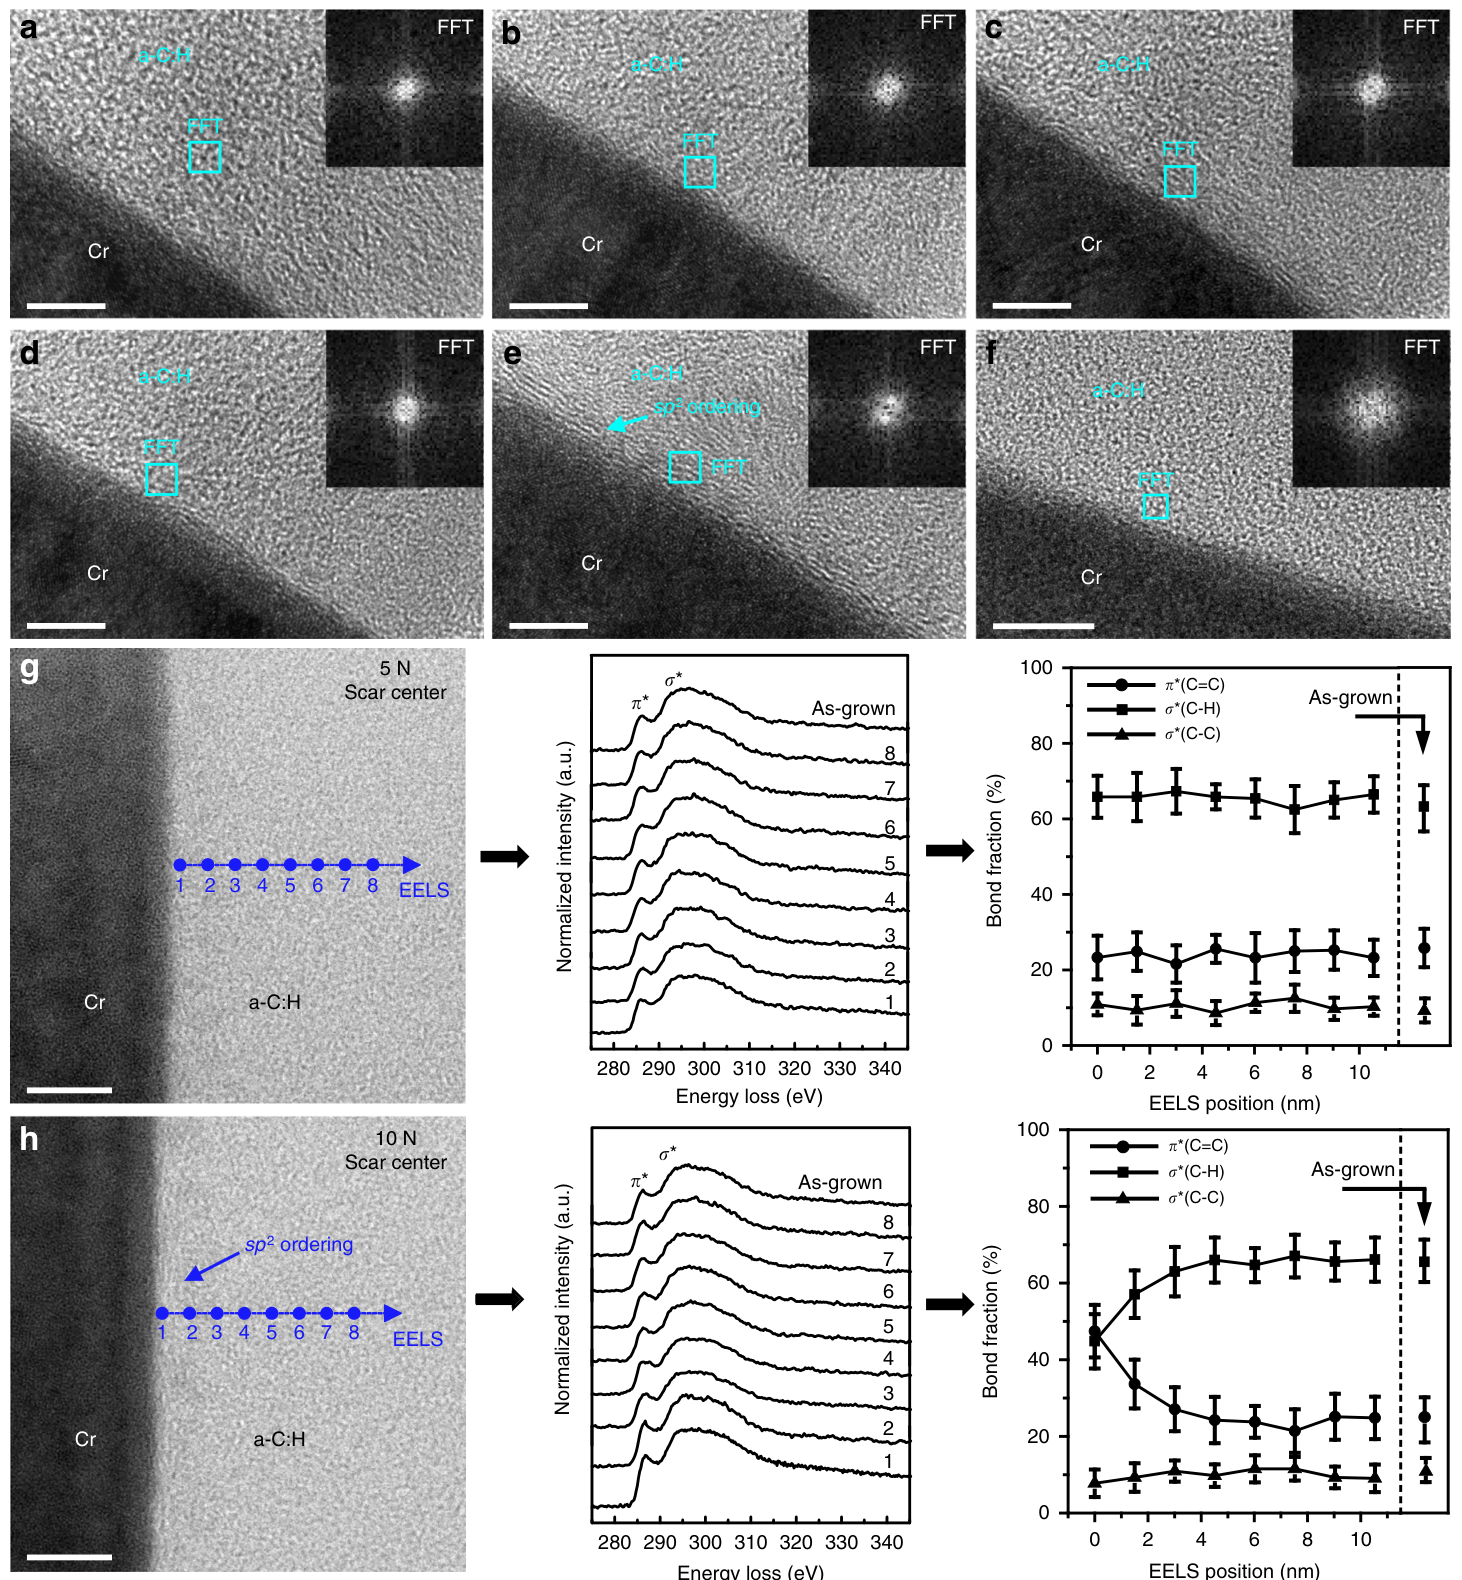 a
a-C:H
FFT
FFT
Cr
b
a-C:H
FFT
FFT
Cr
c
a-C:H
FFT
FFT
Cr
d
a-C:H
FFT
FFT
Cr
e
a-C:H
sp² ordering
FFT
FFT
Cr
f
a-C:H
FFT
FFT
Cr
g
5 N
Scar center
1 2 3 4 5 6 7 8
EELS
Cr
a-C:H
Normalized intensity (a.u.)
π*
σ*
As-grown
8
7
6
5
4
3
2
1
280 290 300 310 320 330 340
Energy loss (eV)
Bond fraction (%)
100
80
60
40
20
0
π*(C=C)
σ*(C-H)
σ*(C-C)
As-grown
0 2 4 6 8 10
EELS position (nm)
h
10 N
Scar center
sp² ordering
1 2 3 4 5 6 7 8
EELS
Cr
a-C:H
Normalized intensity (a.u.)
π*
σ*
As-grown
8
7
6
5
4
3
2
1
280 290 300 310 320 330 340
Energy loss (eV)
Bond fraction (%)
100
80
60
40
20
0
π*(C=C)
σ*(C-H)
σ*(C-C)
As-grown
0 2 4 6 8 10
EELS position (nm)